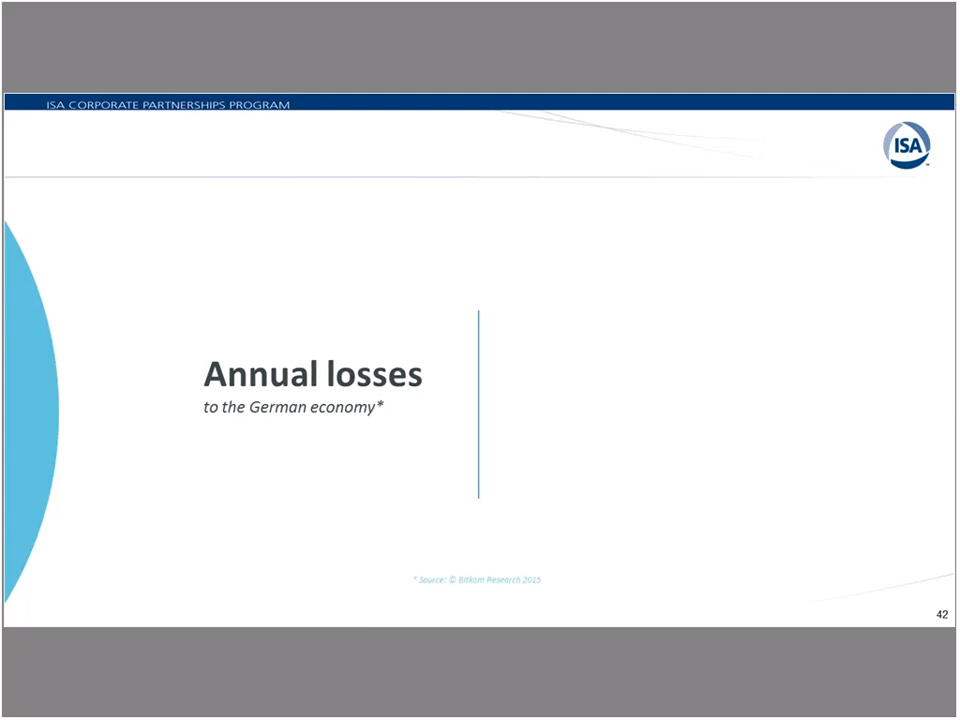 ISA CORPORATE PARTNERSHIPS PROGRAM
ISA
Annual losses
to the German economy*
* Source: © Bitkom Research 2015
42